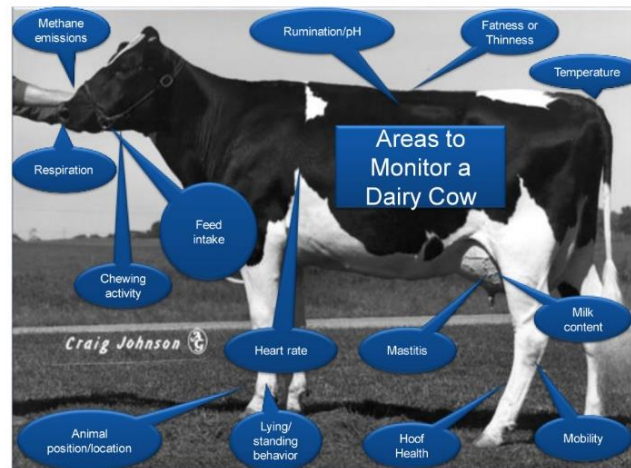 Methane
emissions
Rumination/pH
Fatness or
Thinness
Temperature
Areas to
Monitor a
Dairy Cow
Respiration
Feed
intake
Chewing
activity
Milk
content
Craig Johnson
Heart rate
Mastitis
Animal
position/location
Lying/
standing
behavior
Hoof
Health
Mobility